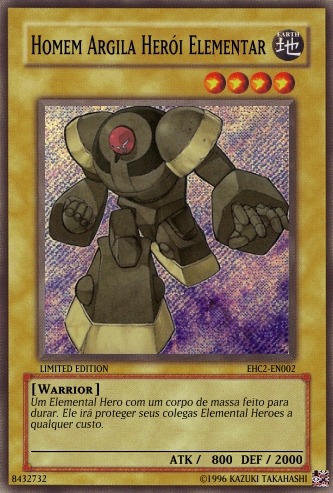 Homem Argila Herói Elementar
EARTH
地
LIMITED EDITION
EHC2-EN002
[ Warrior ]
Um Elemental Hero com um corpo de massa feito para
durar. Ele irá proteger seus colegas Elemental Heroes a
qualquer custo.
ATK / 800 DEF / 2000
8432732
©1996 KAZUKI TAKAHASHI